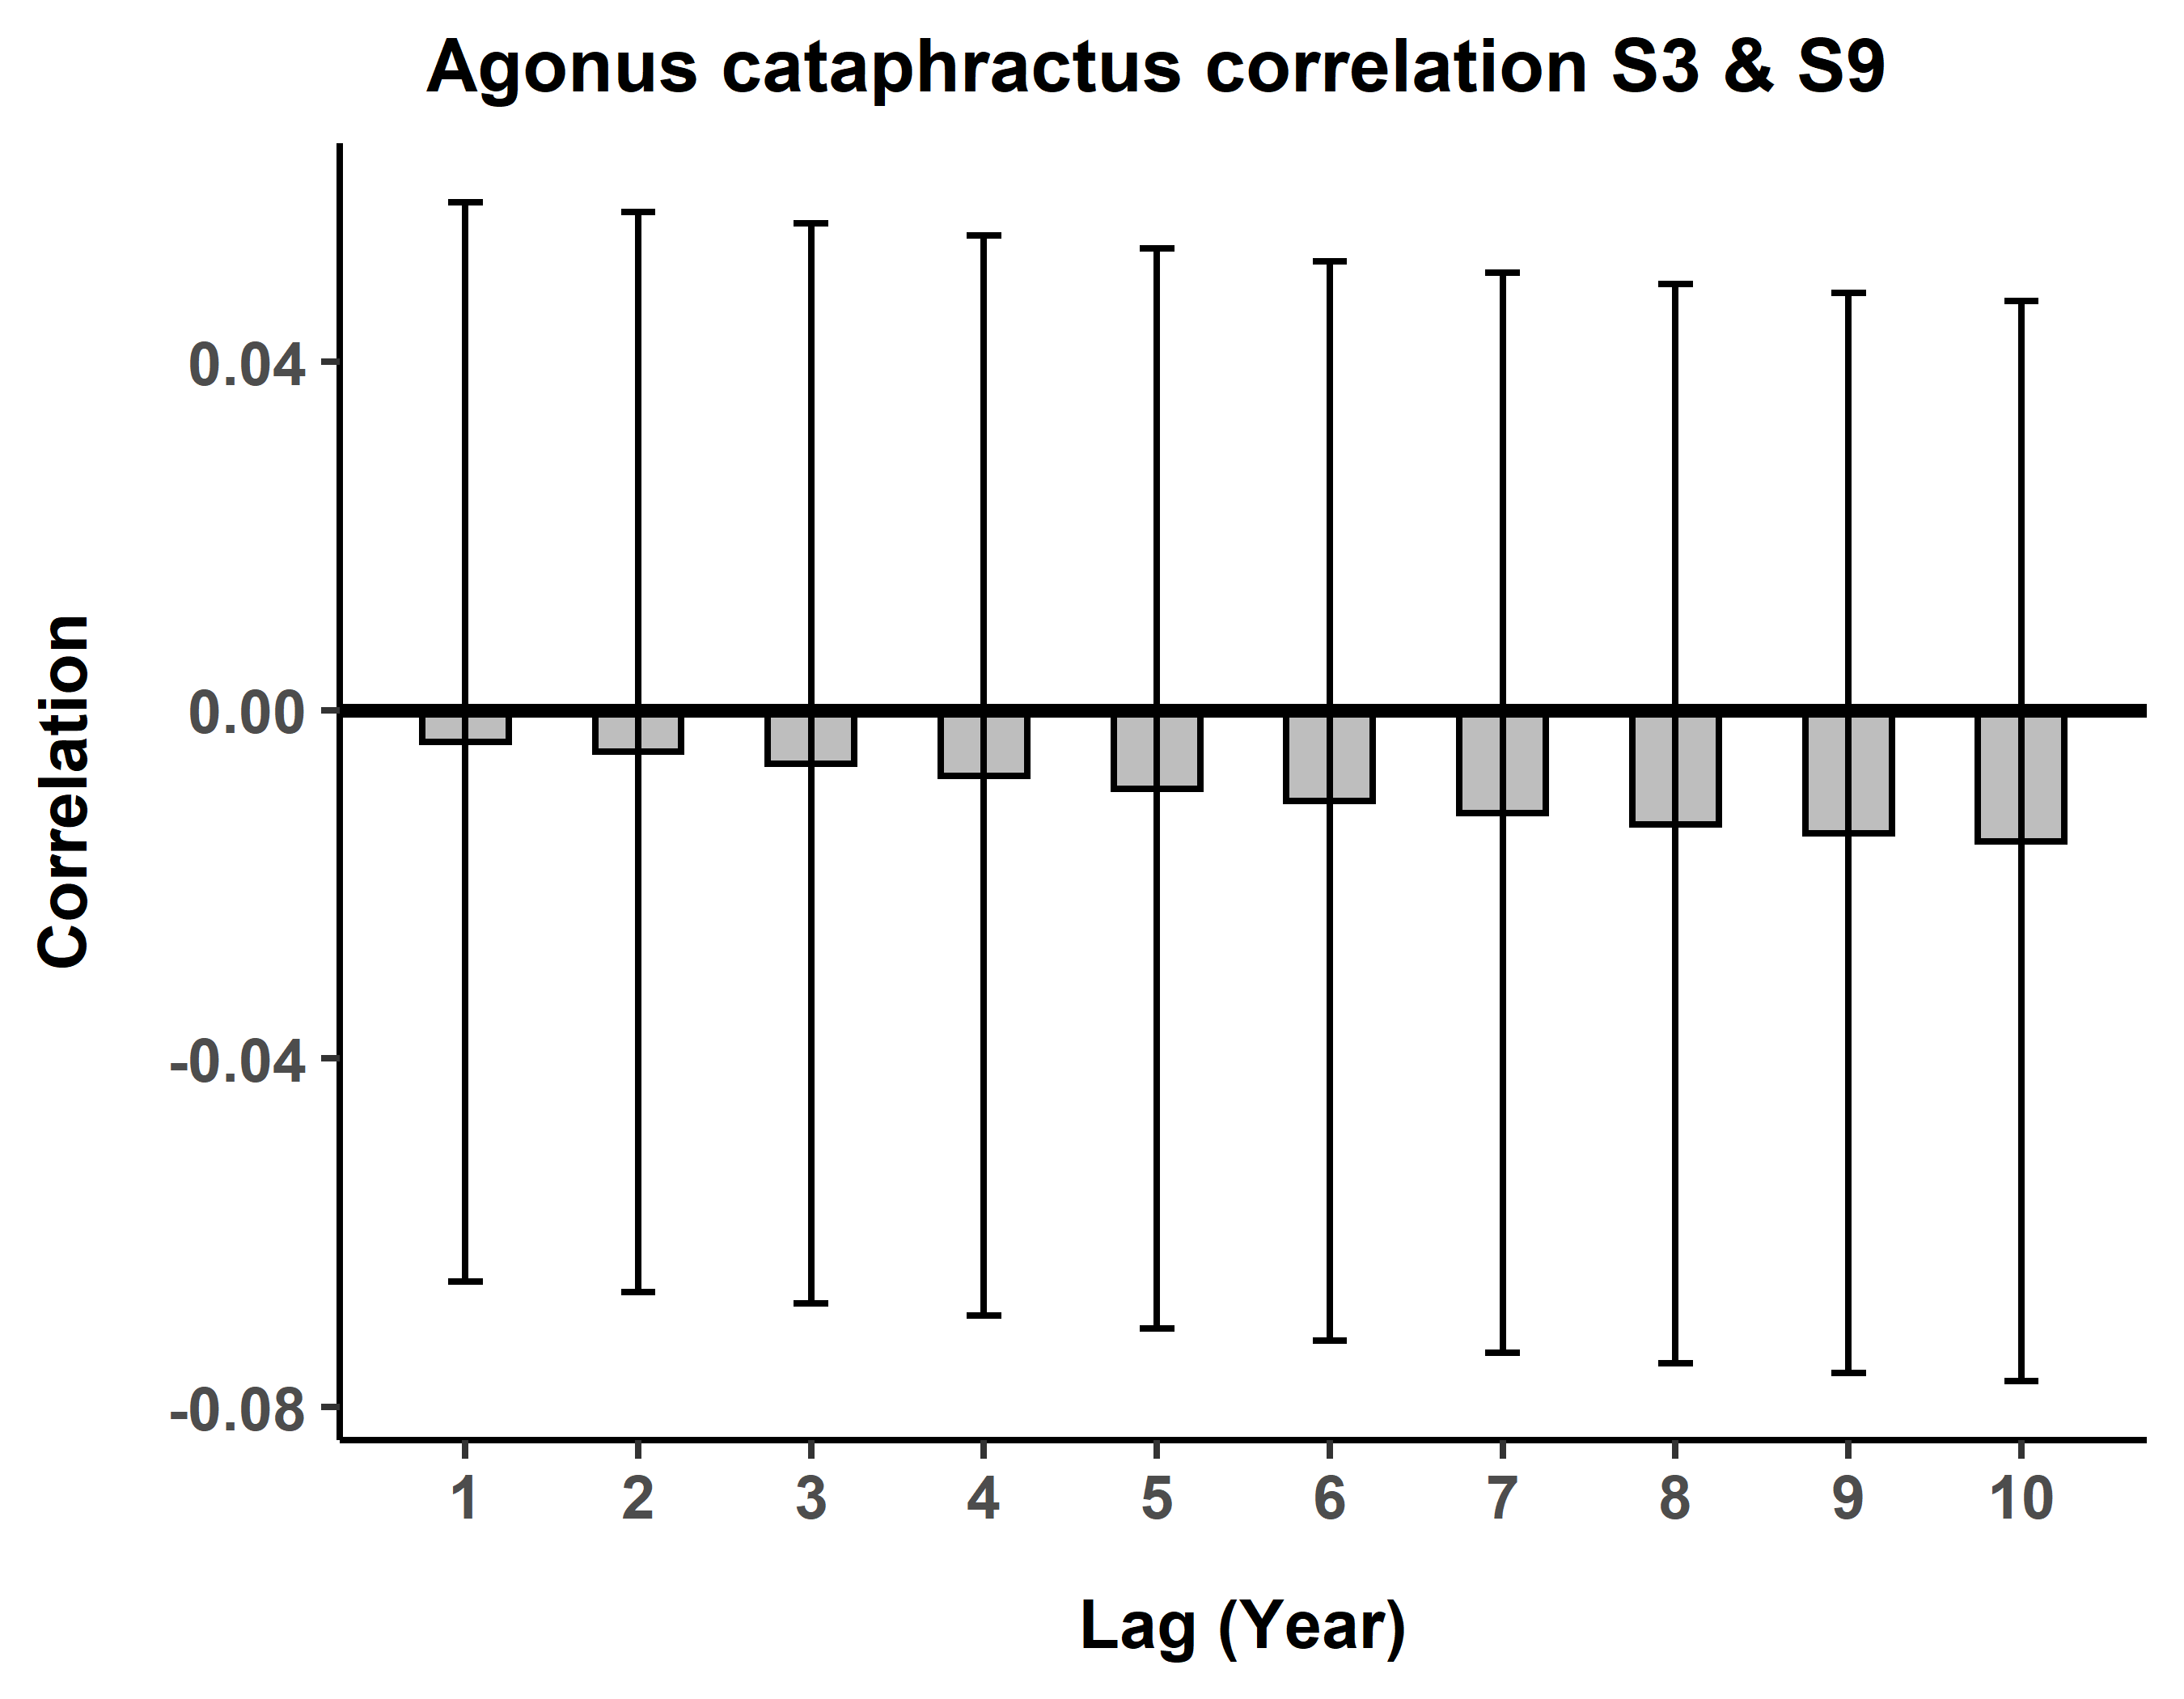 Agonus cataphractus correlation S3 & S9
Correlation
0.04
0.00
-0.04
-0.08
1 2 3 4 5 6 7 8 9 10
Lag (Year)